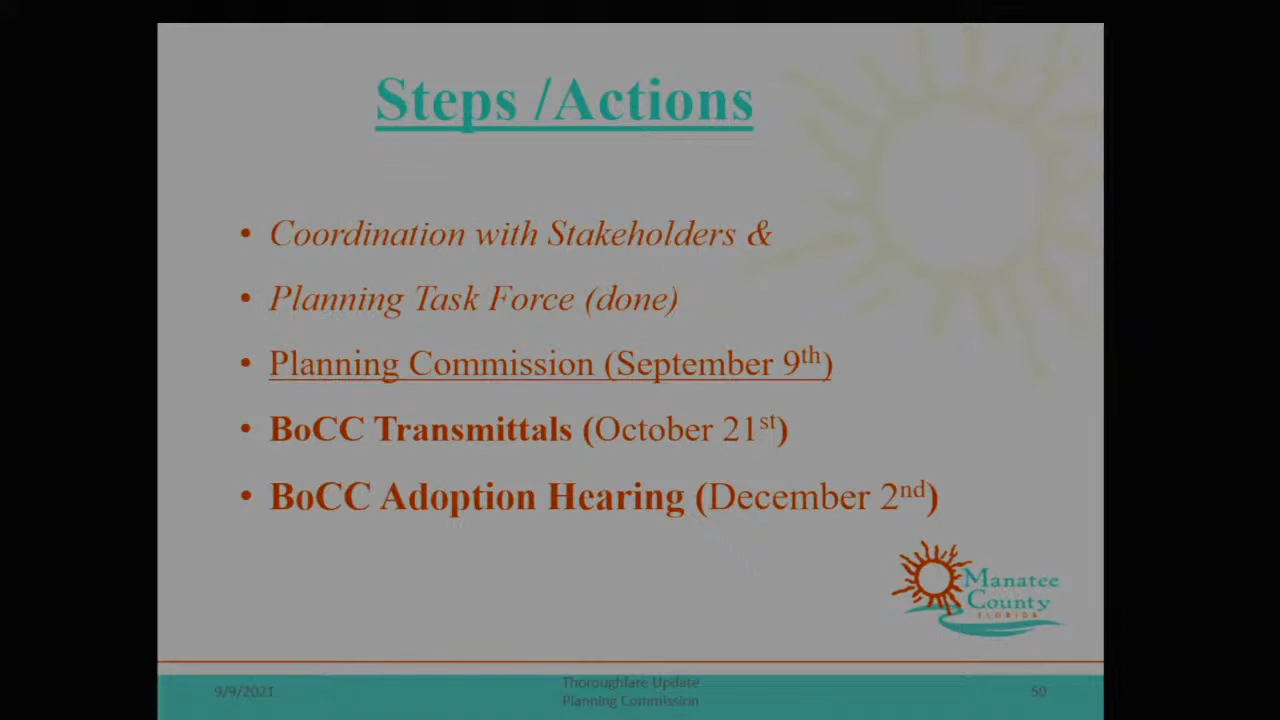 Steps /Actions
• Coordination with Stakeholders &
• Planning Task Force (done)
• Planning Commission (September 9th)
• BoCC Transmittals (October 21st)
• BoCC Adoption Hearing (December 2nd)
Manatee
County
FLORIDA
9/9/2021
Thoroughfare Update
Planning Commission
50